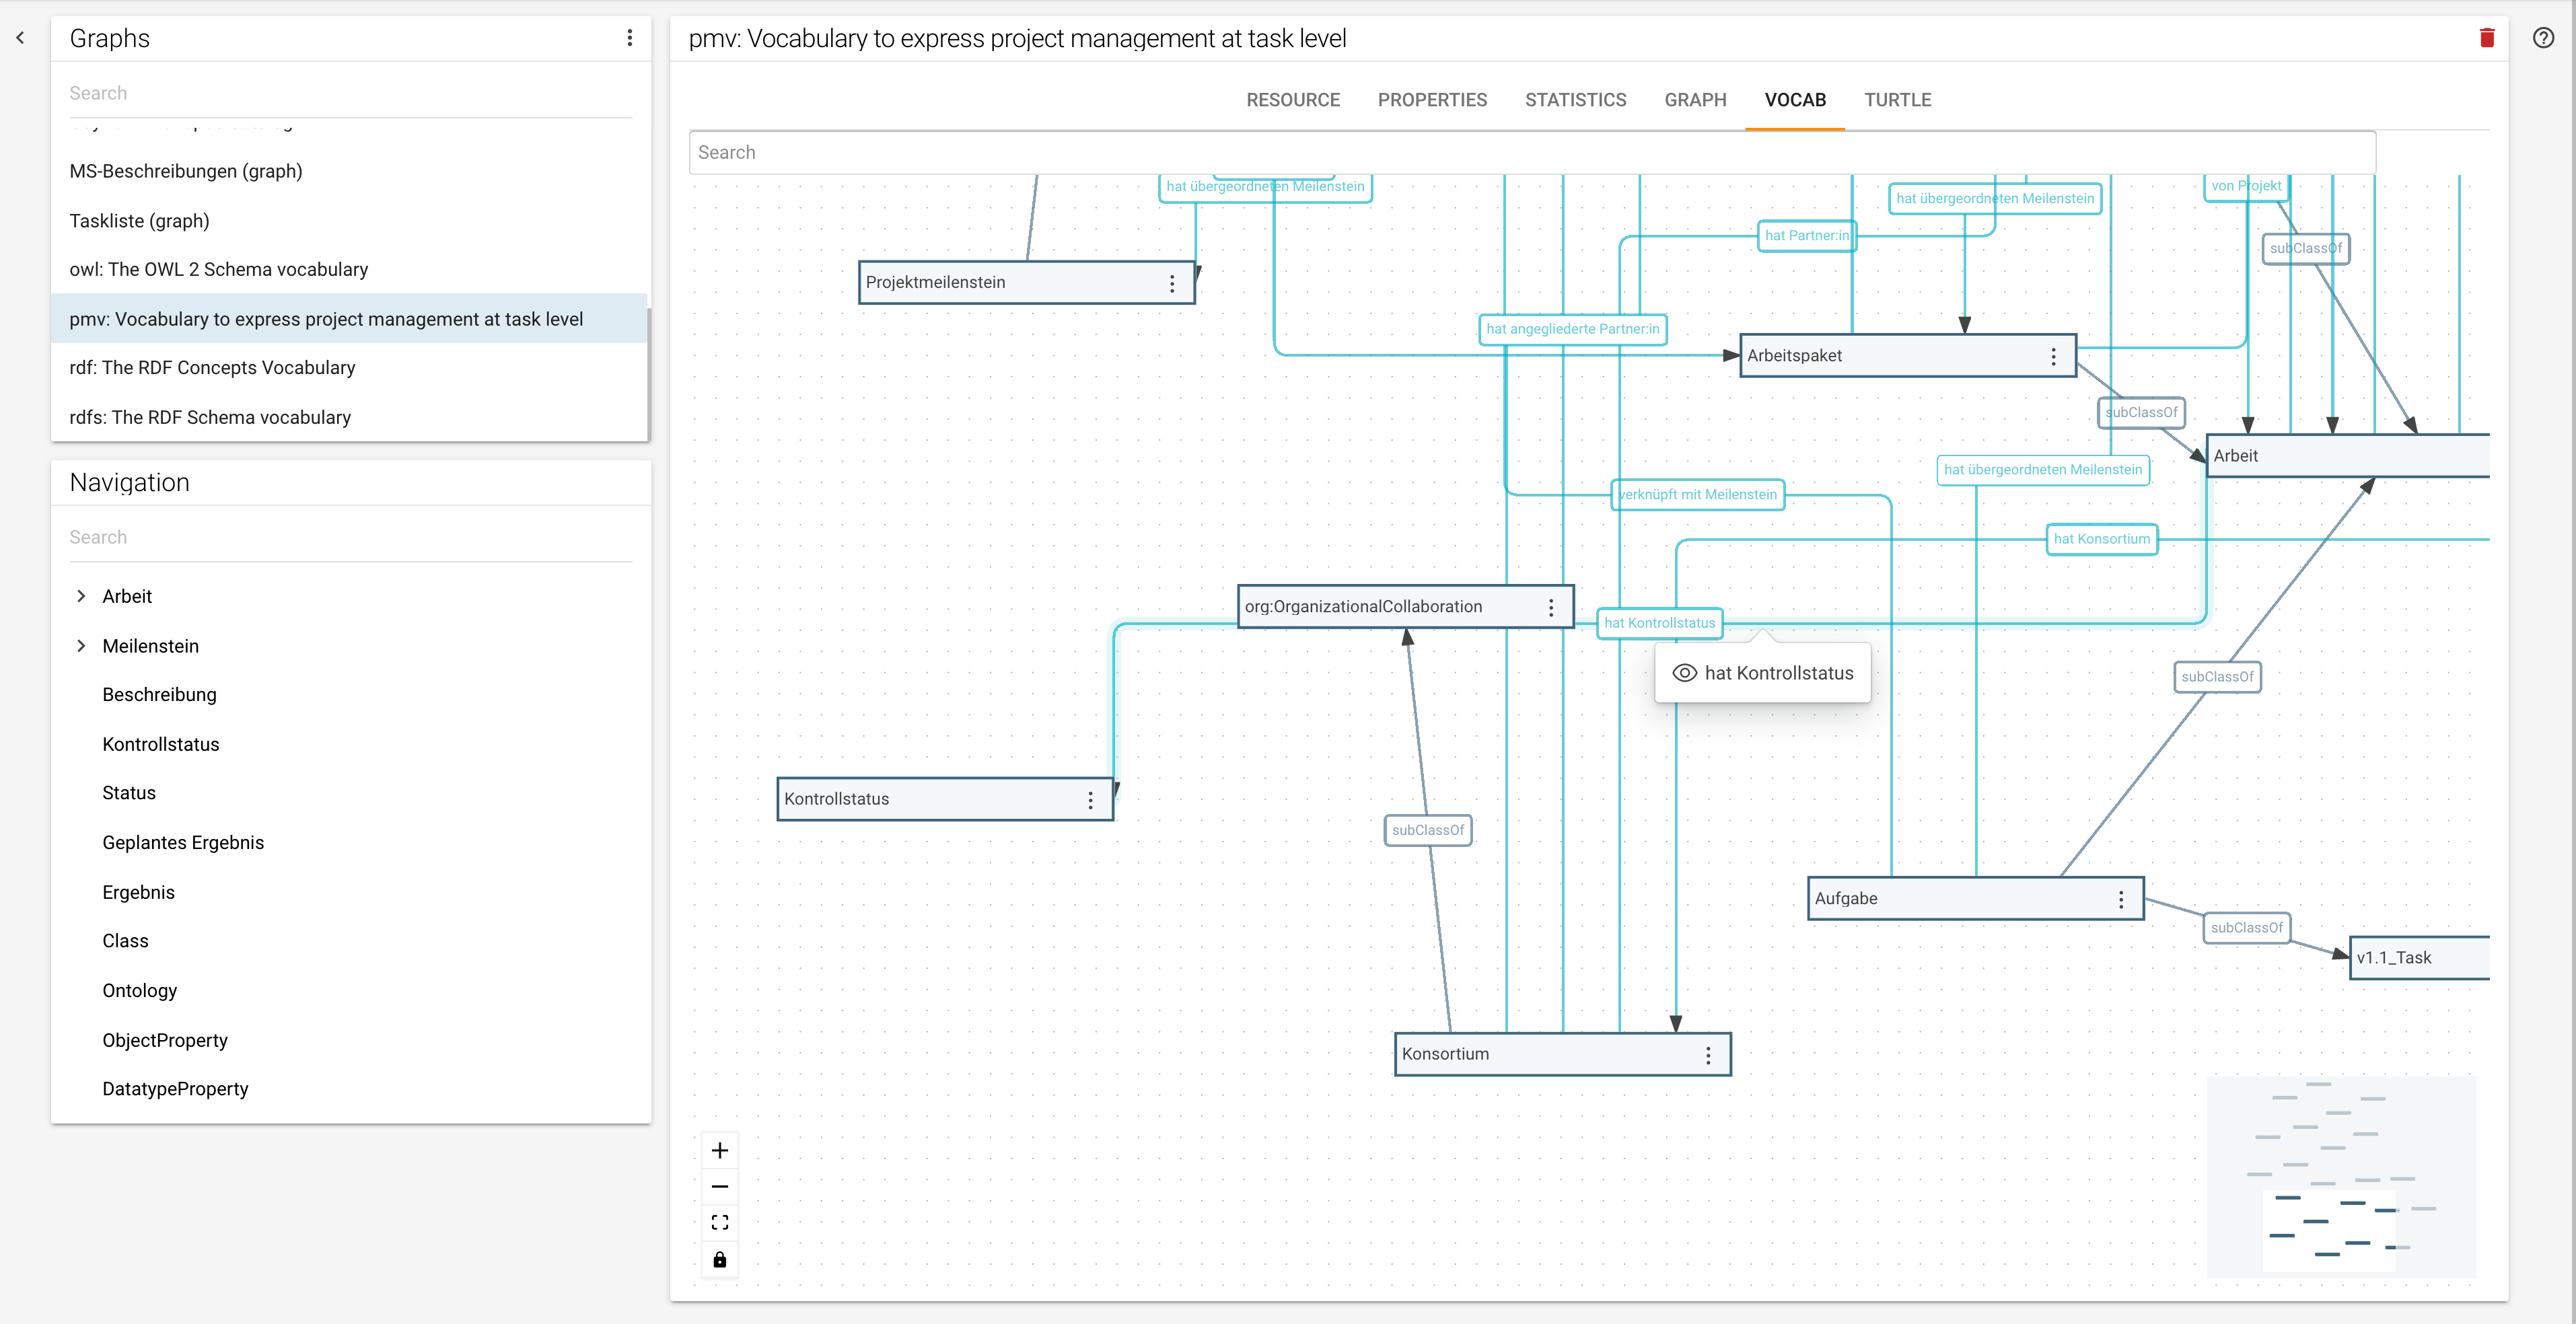 Graphs
Search
MS-Beschreibungen (graph)
Taskliste (graph)
owl: The OWL 2 Schema vocabulary
pmv: Vocabulary to express project management at task level
rdf: The RDF Concepts Vocabulary
rdfs: The RDF Schema vocabulary
Navigation
Search
Arbeit
Meilenstein
Beschreibung
Kontrollstatus
Status
Geplantes Ergebnis
Ergebnis
Class
Ontology
ObjectProperty
DatatypeProperty
pmv: Vocabulary to express project management at task level
RESOURCE PROPERTIES STATISTICS GRAPH VOCAB TURTLE
Search
hat übergeordneten Meilenstein
von Projekt
hat übergeordneten Meilenstein
hat Partner:in
subClassOf
Projektmeilenstein
hat angegliederte Partner:in
Arbeitspaket
subClassOf
Arbeit
hat übergeordneten Meilenstein
verknüpft mit Meilenstein
hat Konsortium
org:OrganizationalCollaboration
hat Kontrollstatus
hat Kontrollstatus
subClassOf
Kontrollstatus
subClassOf
Aufgabe
subClassOf
v1.1_Task
Konsortium